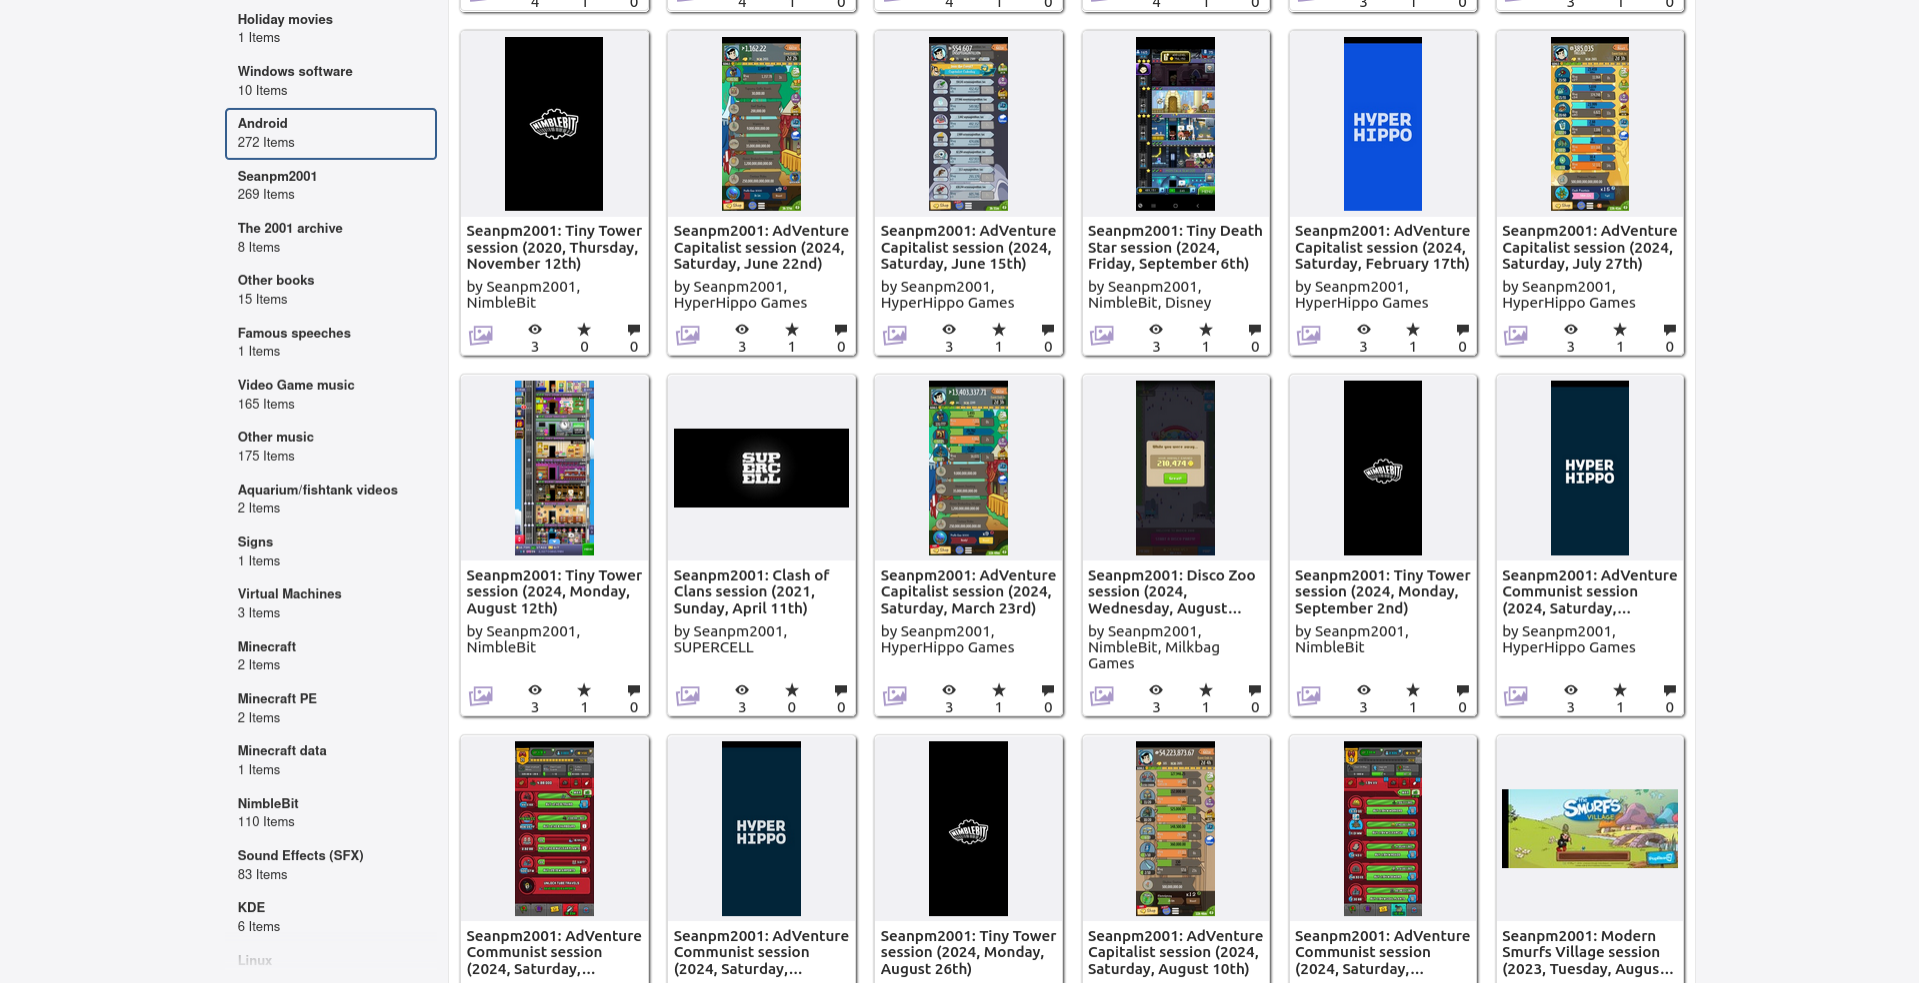 Holiday movies
1 Items
Windows software
10 Items
Android
272 Items
Seanpm2001
269 Items
The 2001 archive
8 Items
Other books
15 Items
Famous speeches
1 Items
Video Game music
165 Items
Other music
175 Items
Aquarium/fishtank videos
2 Items
Signs
1 Items
Virtual Machines
3 Items
Minecraft
2 Items
Minecraft PE
2 Items
Minecraft data
1 Items
NimbleBit
110 Items
Sound Effects (SFX)
83 Items
KDE
6 Items
Linux
4 1 0
4 1 0
4 1 0
4 1 0
3 1 0
3 1 0
NIMBLEBIT
Seanpm2001: Tiny Tower
session (2020, Thursday,
November 12th)
by Seanpm2001,
NimbleBit
3 0 0
Seanpm2001: AdVenture
Capitalist session (2024,
Saturday, June 22nd)
by Seanpm2001,
HyperHippo Games
3 1 0
Seanpm2001: AdVenture
Capitalist session (2024,
Saturday, June 15th)
by Seanpm2001,
HyperHippo Games
3 1 0
Seanpm2001: Tiny Death
Star session (2024,
Friday, September 6th)
by Seanpm2001,
NimbleBit, Disney
3 1 0
HYPER
HIPPO
Seanpm2001: AdVenture
Capitalist session (2024,
Saturday, February 17th)
by Seanpm2001,
HyperHippo Games
3 1 0
Seanpm2001: AdVenture
Capitalist session (2024,
Saturday, July 27th)
by Seanpm2001,
HyperHippo Games
3 1 0
Seanpm2001: Tiny Tower
session (2024, Monday,
August 12th)
by Seanpm2001,
NimbleBit
3 1 0
SUP
ERC
ELL
Seanpm2001: Clash of
Clans session (2021,
Sunday, April 11th)
by Seanpm2001,
SUPERCELL
3 0 0
Seanpm2001: AdVenture
Capitalist session (2024,
Saturday, March 23rd)
by Seanpm2001,
HyperHippo Games
3 1 0
210,474
Seanpm2001: Disco Zoo
session (2024,
Wednesday, August...
by Seanpm2001,
NimbleBit, Milkbag
Games
3 1 0
NIMBLEBIT
Seanpm2001: Tiny Tower
session (2024, Monday,
September 2nd)
by Seanpm2001,
NimbleBit
3 1 0
HYPER
HIPPO
Seanpm2001: AdVenture
Communist session
(2024, Saturday,...
by Seanpm2001,
HyperHippo Games
3 1 0
Seanpm2001: AdVenture
Communist session
(2024, Saturday,...
HYPER
HIPPO
Seanpm2001: AdVenture
Communist session
(2024, Saturday,...
NIMBLEBIT
Seanpm2001: Tiny Tower
session (2024, Monday,
August 26th)
Seanpm2001: AdVenture
Capitalist session (2024,
Saturday, August 10th)
Seanpm2001: AdVenture
Communist session
(2024, Saturday,...
SMURFS
VILLAGE
Seanpm2001: Modern
Smurfs Village session
(2023, Tuesday, Augus...